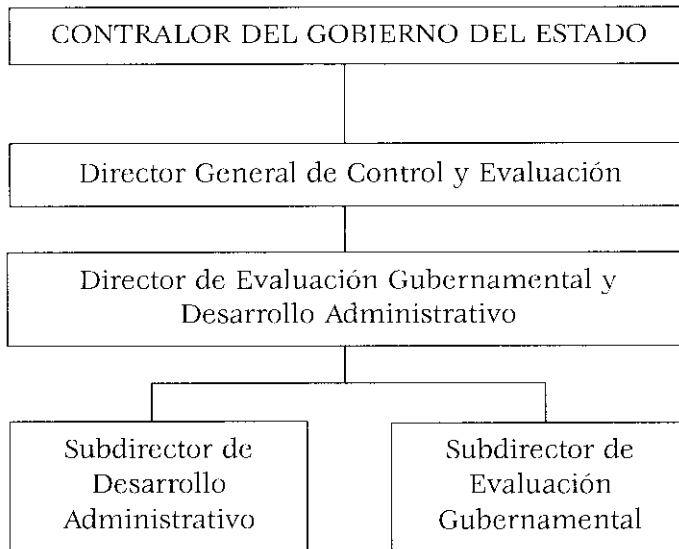 CONTRALOR DEL GOBIERNO DEL ESTADO
Director General de Control y Evaluación
Director de Evaluación Gubernamental y
Desarrollo Administrativo
Subdirector de
Desarrollo
Administrativo
Subdirector de
Evaluación
Gubernamental